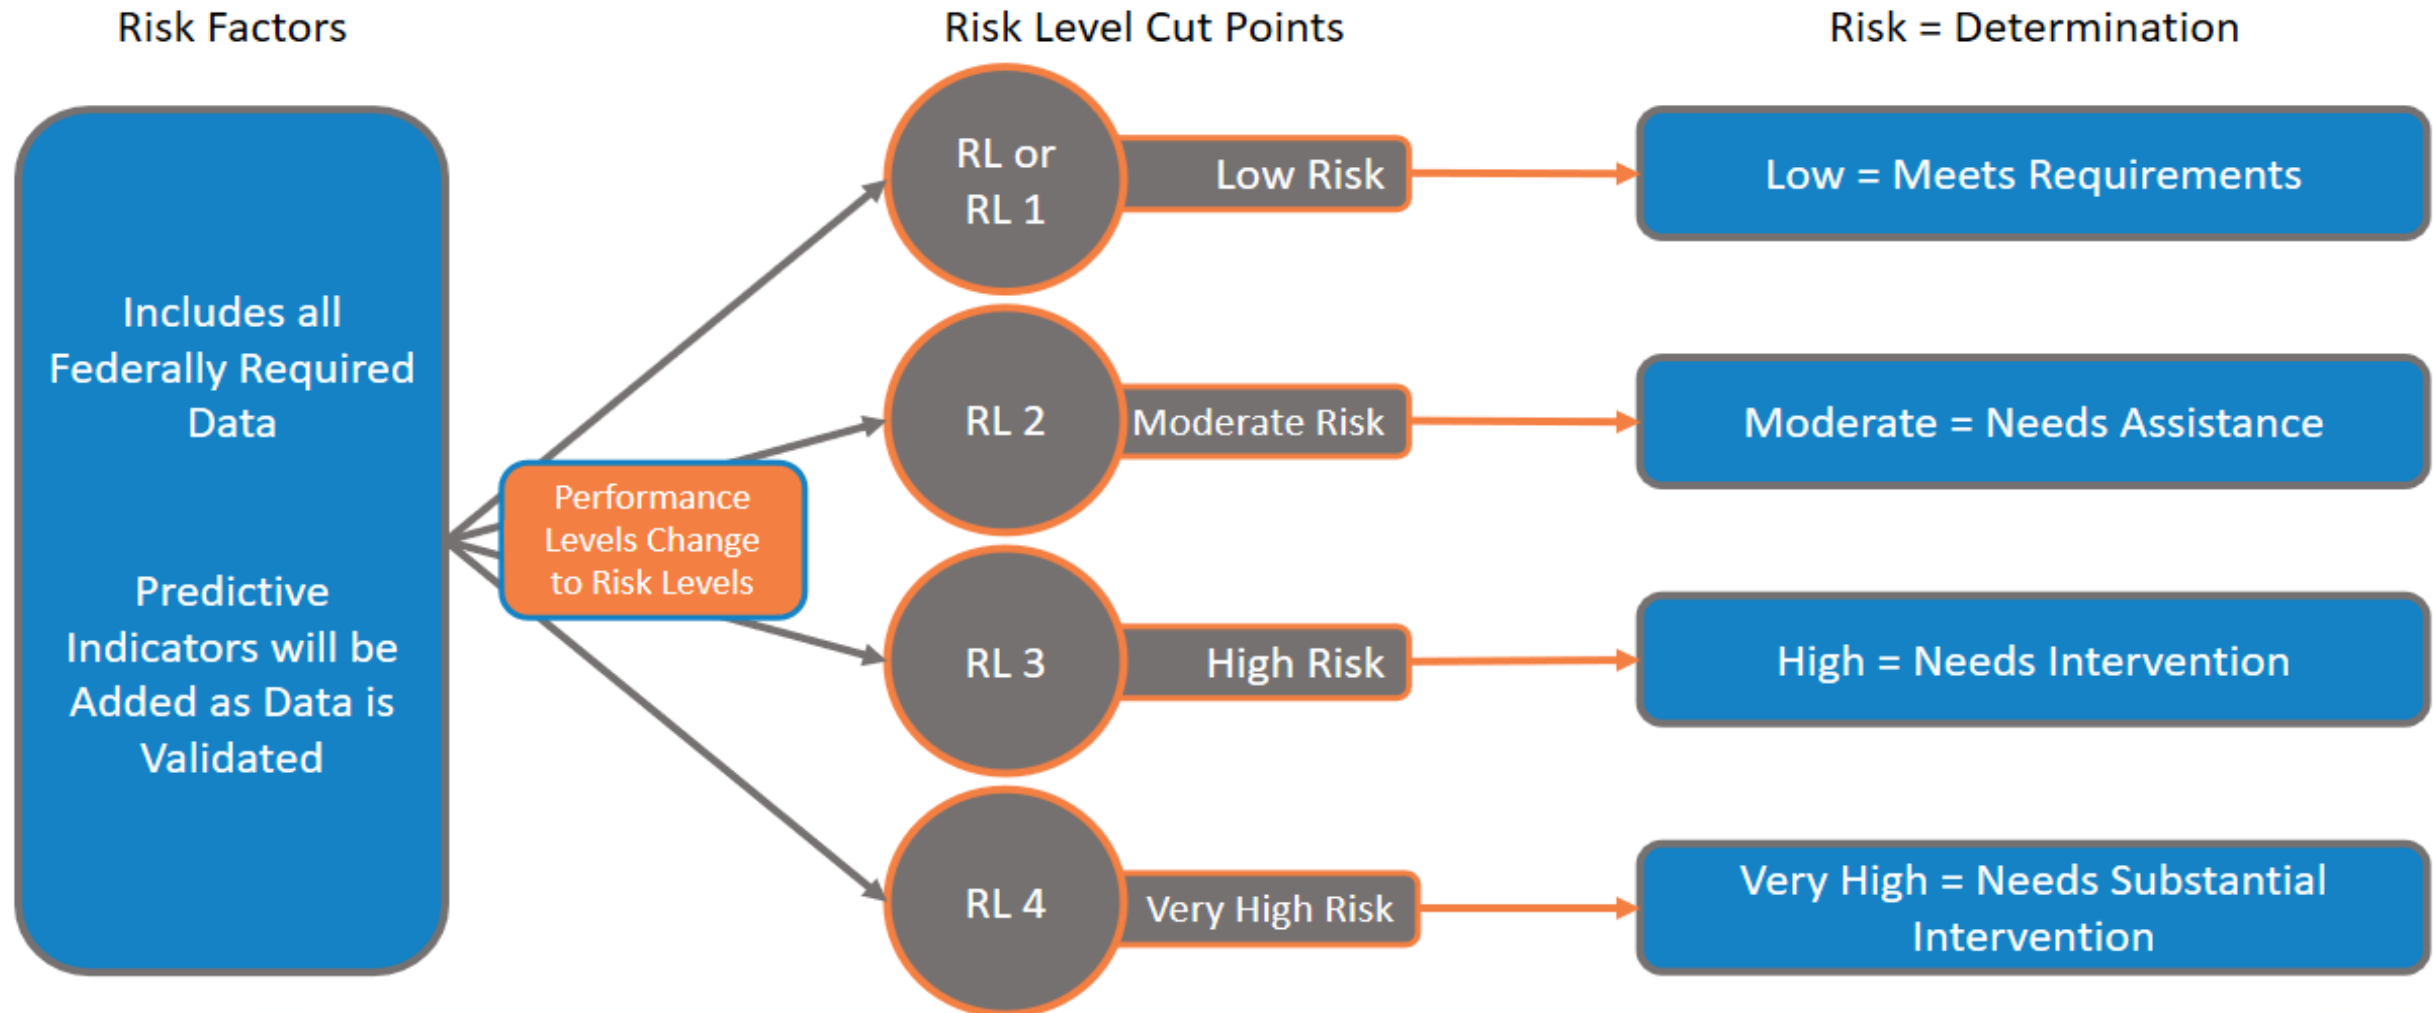 Risk Factors
Risk Level Cut Points
Risk = Determination
Includes all
Federally Required
Data
Predictive
Indicators will be
Added as Data is
Validated
Performance
Levels Change
to Risk Levels
RL or
RL 1
Low Risk
Low = Meets Requirements
RL 2
Moderate Risk
Moderate = Needs Assistance
RL 3
High Risk
High = Needs Intervention
RL 4
Very High Risk
Very High = Needs Substantial
Intervention